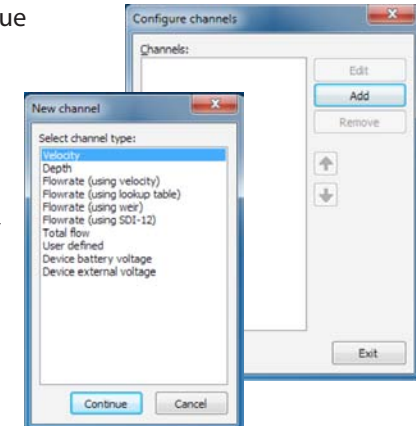 ue
Configure channels
Channels:
Edit
Add
Remove
Exit
New channel
Select channel type:
Velocity
Depth
Flowrate (using velocity)
Flowrate (using lookup table)
Flowrate (using weir)
Flowrate (using SDI-12)
Total flow
User defined
Device battery voltage
Device external voltage
Continue
Cancel